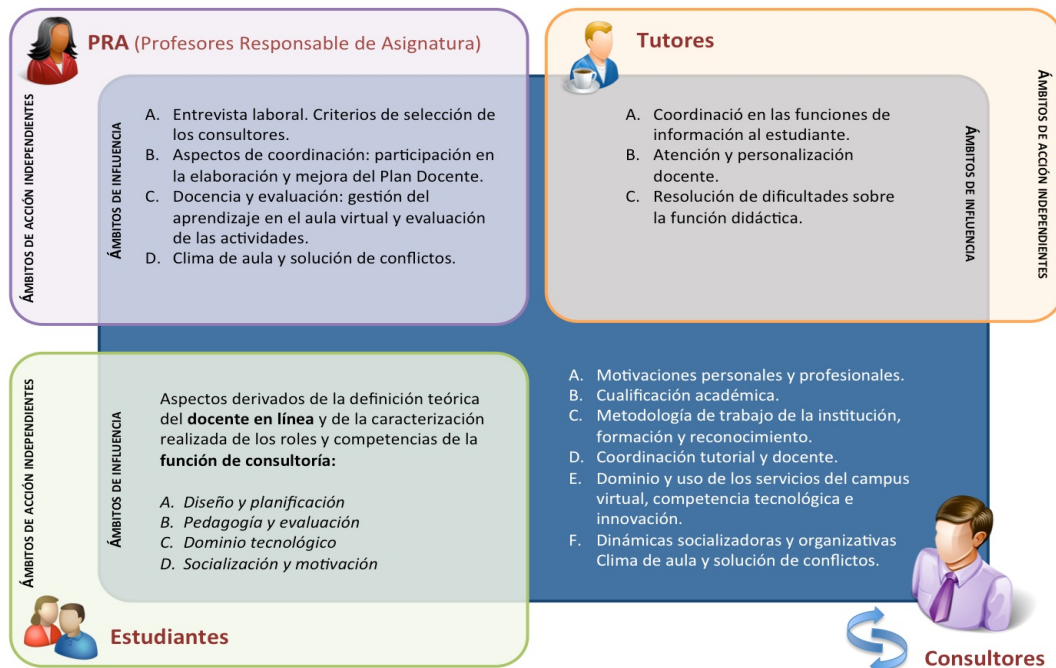 PRA (Profesores Responsable de Asignatura)
ÁMBITOS DE ACCIÓN INDEPENDIENTES
ÁMBITOS DE INFLUENCIA
A. Entrevista laboral. Criterios de selección de
los consultores.
B. Aspectos de coordinación: participación en
la elaboración y mejora del Plan Docente.
C. Docencia y evaluación: gestión del
aprendizaje en el aula virtual y evaluación
de las actividades.
D. Clima de aula y solución de conflictos.
Tutores
A. Coordinació en las funciones de
información al estudiante.
B. Atención y personalización
docente.
C. Resolución de dificultades sobre
la función didáctica.
ÁMBITOS DE INFLUENCIA
ÁMBITOS DE ACCIÓN INDEPENDIENTES
ÁMBITOS DE ACCIÓN INDEPENDIENTES
ÁMBITOS DE INFLUENCIA
Aspectos derivados de la definición teórica
del docente en línea y de la caracterización
realizada de los roles y competencias de la
función de consultoría:
A. Diseño y planificación
B. Pedagogía y evaluación
C. Dominio tecnológico
D. Socialización y motivación
Estudiantes
A. Motivaciones personales y profesionales.
B. Cualificación académica.
C. Metodología de trabajo de la institución,
formación y reconocimiento.
D. Coordinación tutorial y docente.
E. Dominio y uso de los servicios del campus
virtual, competencia tecnológica e
innovación.
F. Dinámicas socializadoras y organizativas
Clima de aula y solución de conflictos.
Consultores